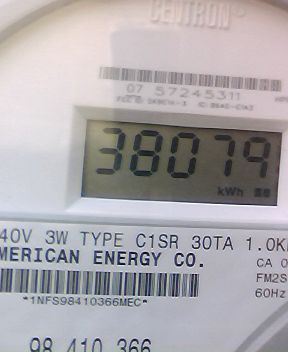 CENTRON®
07 57245311
38079
kWh
40V 3W TYPE C1SR 30TA 1.0K
MERICAN ENERGY CO.
CA 0
FM2S
*1NFS98410366MEC*
60Hz
98 410 366